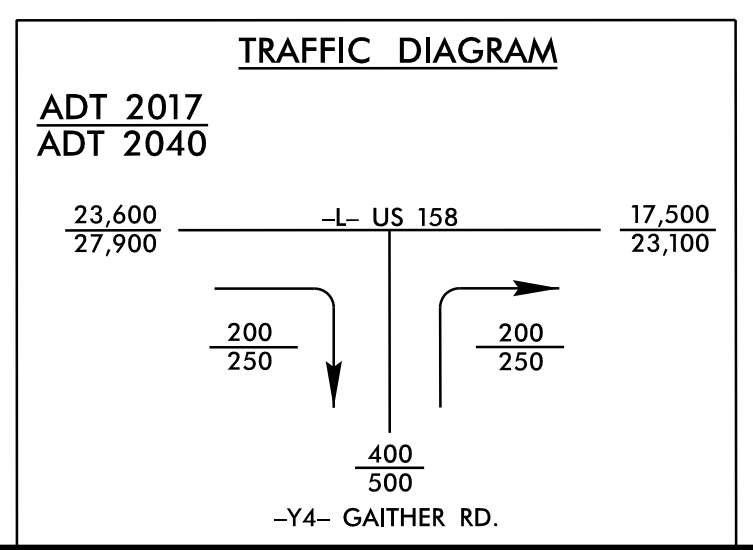 TRAFFIC DIAGRAM
ADT 2017
ADT 2040
23,600
27,900
–L– US 158
17,500
23,100
200
250
200
250
400
500
–Y4– GAITHER RD.